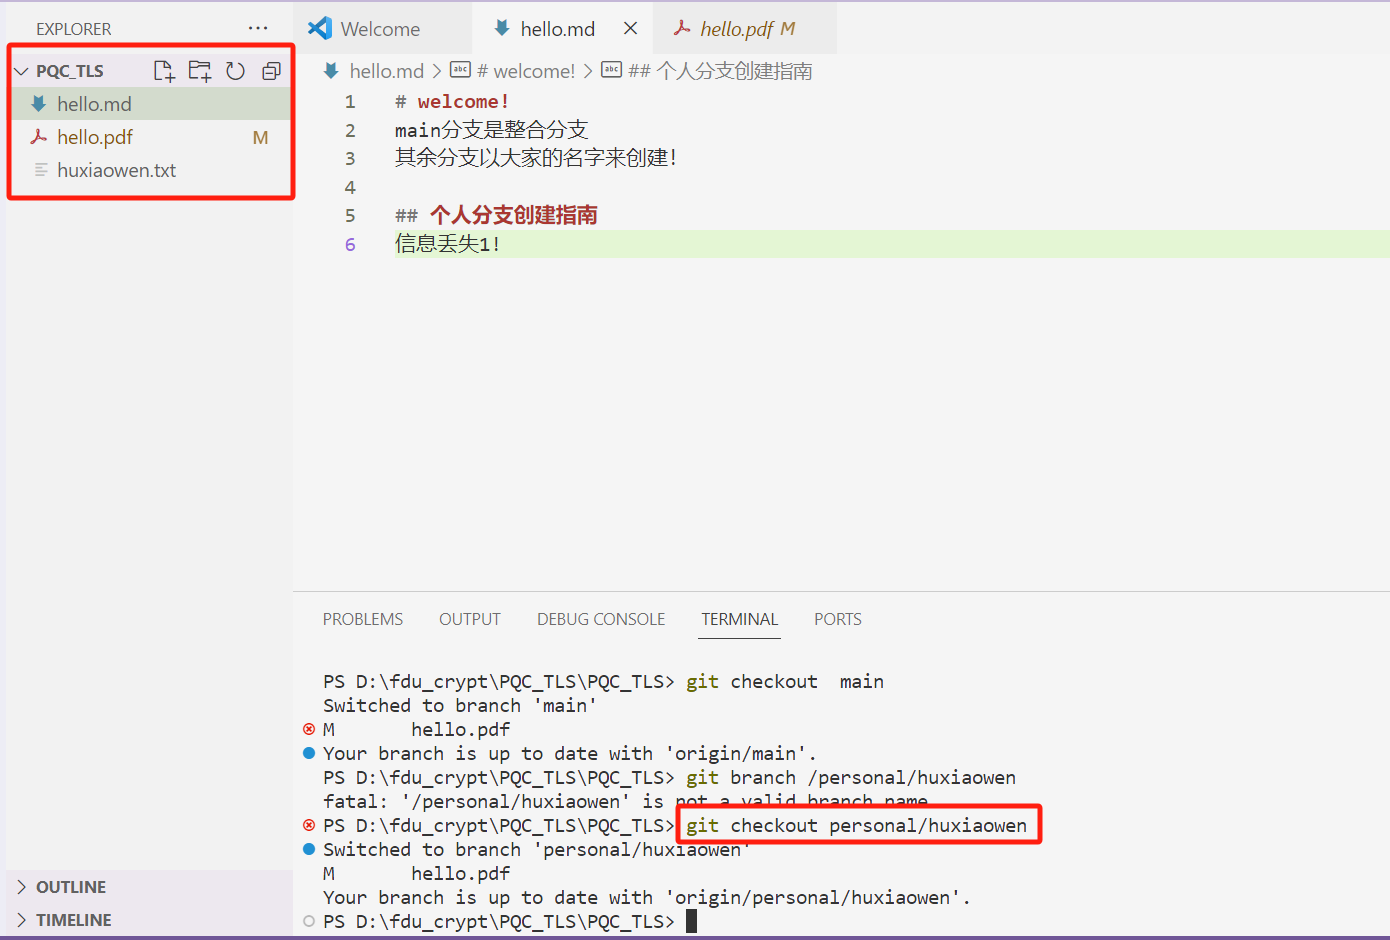 EXPLORER
PQC_TLS
hello.md
hello.pdf M
huxiaowen.txt
OUTLINE
TIMELINE
Welcome
hello.md
hello.pdf M
hello.md > # welcome! > ## 个人分支创建指南
1 # welcome!
2 main分支是整合分支
3 其余分支以大家的名字来创建!
4
5 ## 个人分支创建指南
6 信息丢失1!
PROBLEMS OUTPUT DEBUG CONSOLE TERMINAL PORTS
PS D:\fdu_crypt\PQC_TLS\PQC_TLS> git checkout  main
Switched to branch 'main'
M       hello.pdf
Your branch is up to date with 'origin/main'.
PS D:\fdu_crypt\PQC_TLS\PQC_TLS> git branch /personal/huxiaowen
fatal: '/personal/huxiaowen' is not a valid branch name
PS D:\fdu_crypt\PQC_TLS\PQC_TLS> git checkout personal/huxiaowen
Switched to branch 'personal/huxiaowen'
M       hello.pdf
Your branch is up to date with 'origin/personal/huxiaowen'.
PS D:\fdu_crypt\PQC_TLS\PQC_TLS>